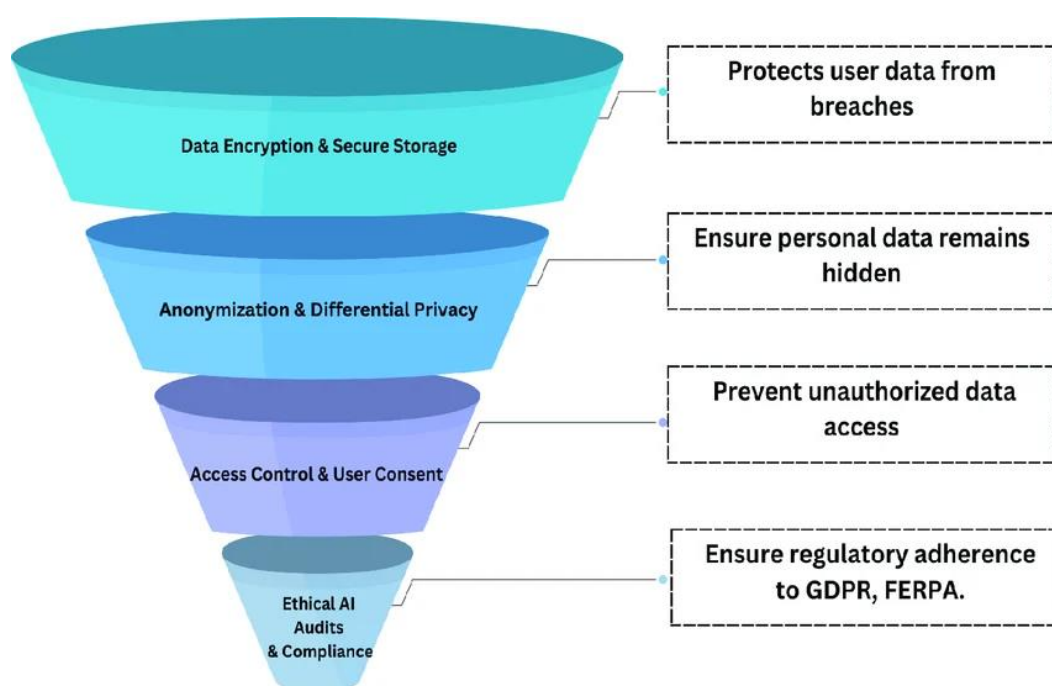 Protects user data from
breaches
Data Encryption & Secure Storage
Ensure personal data remains
hidden
Anonymization & Differential Privacy
Prevent unauthorized data
access
Access Control & User Consent
Ensure regulatory adherence
to GDPR, FERPA.
Ethical AI
Audits
& Compliance